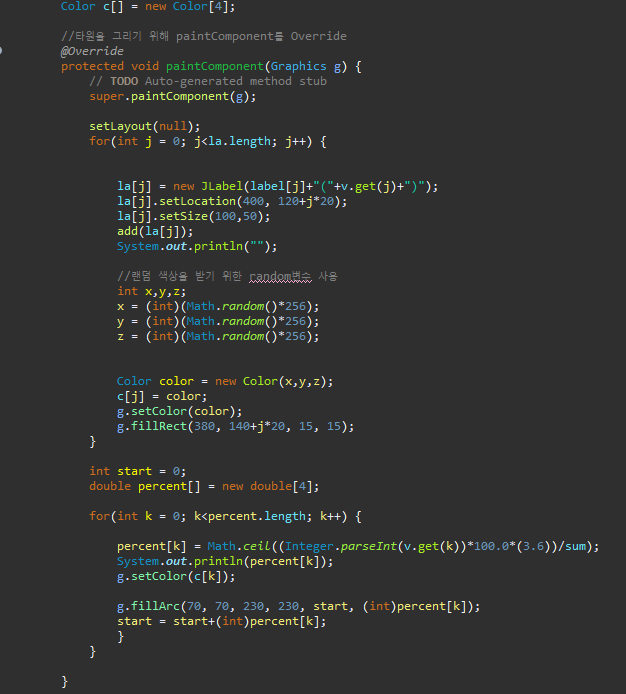 Color c[] = new Color[4];
//타원을 그리기 위해 paintComponent를 Override
@Override
protected void paintComponent(Graphics g) {
// TODO Auto-generated method stub
super.paintComponent(g);
setLayout(null);
for(int j = 0; j<la.length; j++) {
la[j] = new JLabel(label[j]+"("+v.get(j)+")");
la[j].setLocation(400, 120+j*20);
la[j].setSize(100,50);
add(la[j]);
System.out.println("");
//랜덤 색상을 받기 위한 random변수 사용
int x,y,z;
x = (int)(Math.random()*256);
y = (int)(Math.random()*256);
z = (int)(Math.random()*256);
Color color = new Color(x,y,z);
c[j] = color;
g.setColor(color);
g.fillRect(380, 140+j*20, 15, 15);
}
int start = 0;
double percent[] = new double[4];
for(int k = 0; k<percent.length; k++) {
percent[k] = Math.ceil((Integer.parseInt(v.get(k))*100.0*(3.6))/sum);
System.out.println(percent[k]);
g.setColor(c[k]);
g.fillArc(70, 70, 230, 230, start, (int)percent[k]);
start = start+(int)percent[k];
}
}
}